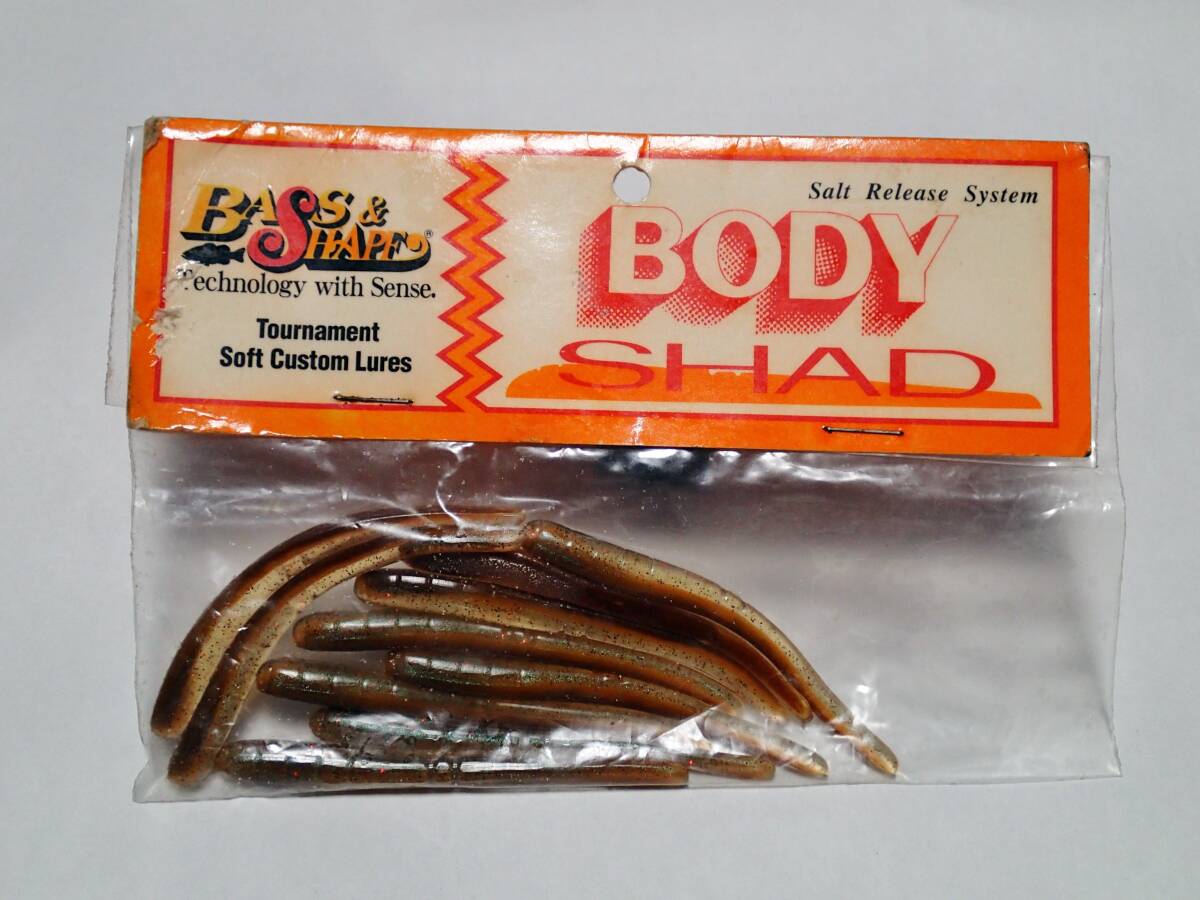 BASS &
SHAPE®
Technology with Sense.
Tournament
Soft Custom Lures
Salt Release System
BODY
SHAD